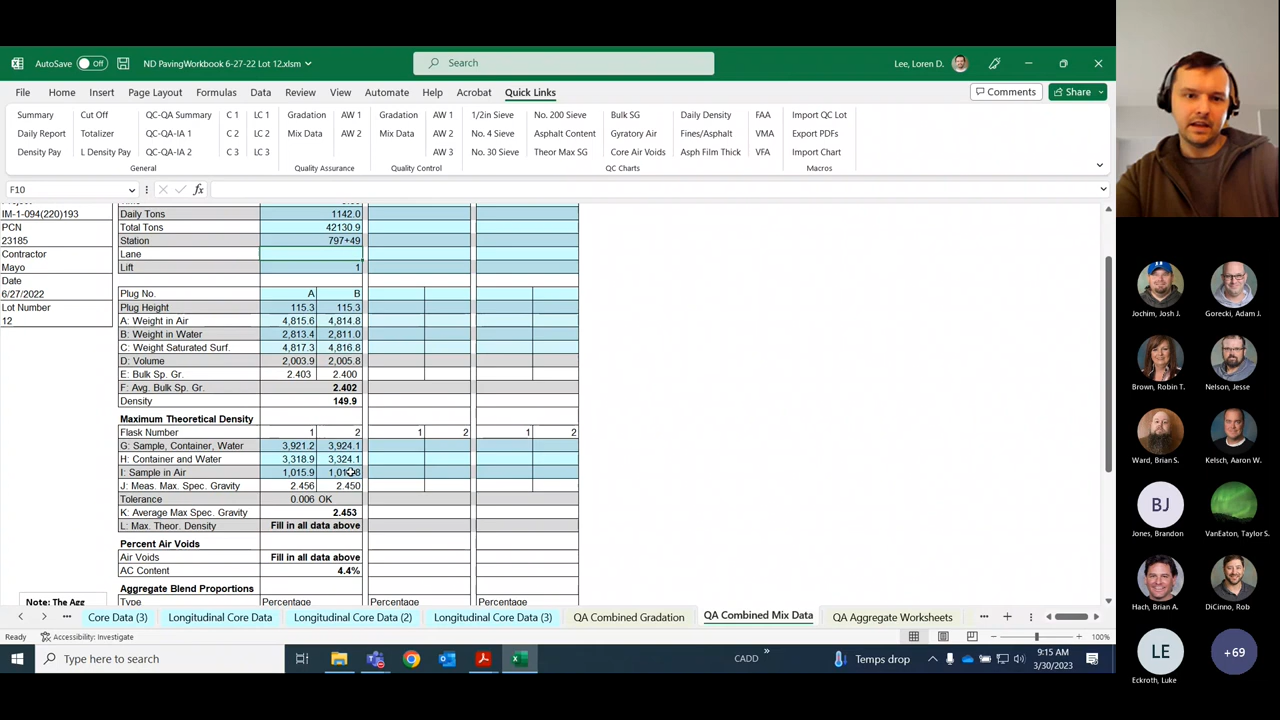 AutoSave Off ND PavingWorkbook 6-27-22 Lot 12.xlsm Search Lee, Loren D.
File Home Insert Page Layout Formulas Data Review View Automate Help Acrobat Quick Links Comments Share
Summary Cut Off QC-QA Summary C 1 LC 1 Gradation AW 1 Gradation AW 1 1/2in Sieve No. 200 Sieve Bulk SG Daily Density FAA Import QC Lot
Daily Report Totalizer QC-QA-IA 1 C 2 LC 2 Mix Data AW 2 Mix Data AW 2 No. 4 Sieve Asphalt Content Gyratory Air Fines/Asphalt VMA Export PDFs
Density Pay L Density Pay QC-QA-IA 2 C 3 LC 3 AW 3 No. 30 Sieve Theor Max SG Core Air Voids Asph Film Thick VFA Import Chart
General Quality Assurance Quality Control QC Charts Macros
F10 fx
IM-1-094(220)193
PCN
23185
Contractor
Mayo
Date
6/27/2022
Lot Number
12
Daily Tons 1142.0
Total Tons 42130.9
Station 797+49
Lane
Lift 1
Plug No. A B
Plug Height 115.3 115.3
A: Weight in Air 4,815.6 4,814.8
B: Weight in Water 2,813.4 2,811.0
C: Weight Saturated Surf. 4,817.3 4,816.8
D: Volume 2,003.9 2,005.8
E: Bulk Sp. Gr. 2.403 2.400
F: Avg. Bulk Sp. Gr. 2.402
Density 149.9
Maximum Theoretical Density
Flask Number 1 2 1 2 1 2
G: Sample, Container, Water 3,921.2 3,924.1
H: Container and Water 3,318.9 3,324.1
I: Sample in Air 1,015.9
J: Meas. Max. Spec. Gravity 2.456 2.450
Tolerance 0.006 OK
K: Average Max Spec. Gravity 2.453
L: Max. Theor. Density Fill in all data above
Percent Air Voids
Air Voids Fill in all data above
AC Content 4.4%
Aggregate Blend Proportions
Note: The Agg Type Percentage Percentage Percentage
Core Data (3) Longitudinal Core Data Longitudinal Core Data (2) Longitudinal Core Data (3) QA Combined Gradation QA Combined Mix Data QA Aggregate Worksheets
Ready Accessibility: Investigate 100%
Type here to search CADD Temps drop 9:15 AM
3/30/2023
Jochim, Josh J. Gorecki, Adam J.
Brown, Robin T. Nelson, Jesse
Ward, Brian S. Kelsch, Aaron W.
BJ
Jones, Brandon VanEaton, Taylor S.
Hach, Brian A. DiCinno, Rob
LE +69
Eckroth, Luke